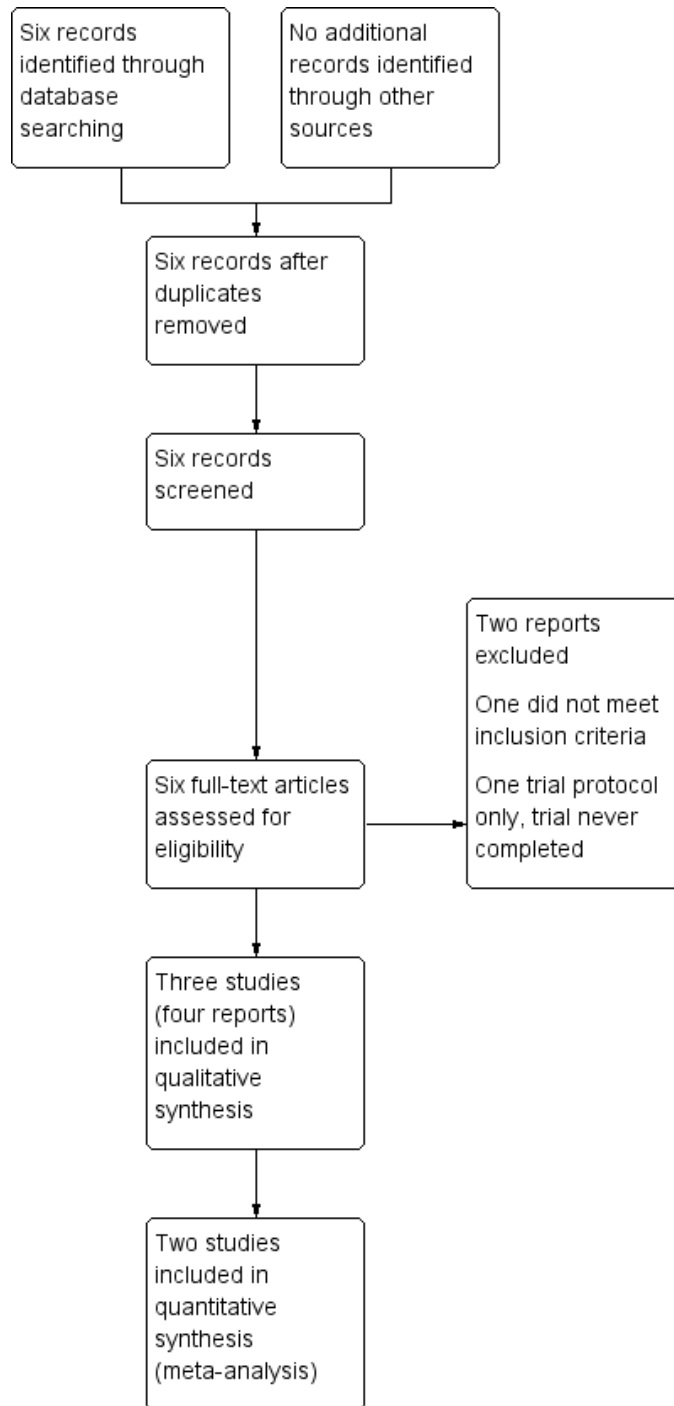 Six records
identified through
database
searching
No additional
records identified
through other
sources
Six records after
duplicates
removed
Six records
screened
Two reports
excluded
One did not meet
inclusion criteria
One trial protocol
only, trial never
completed
Six full-text articles
assessed for
eligibility
Three studies
(four reports)
included in
qualitative
synthesis
Two studies
included in
quantitative
synthesis
(meta-analysis)